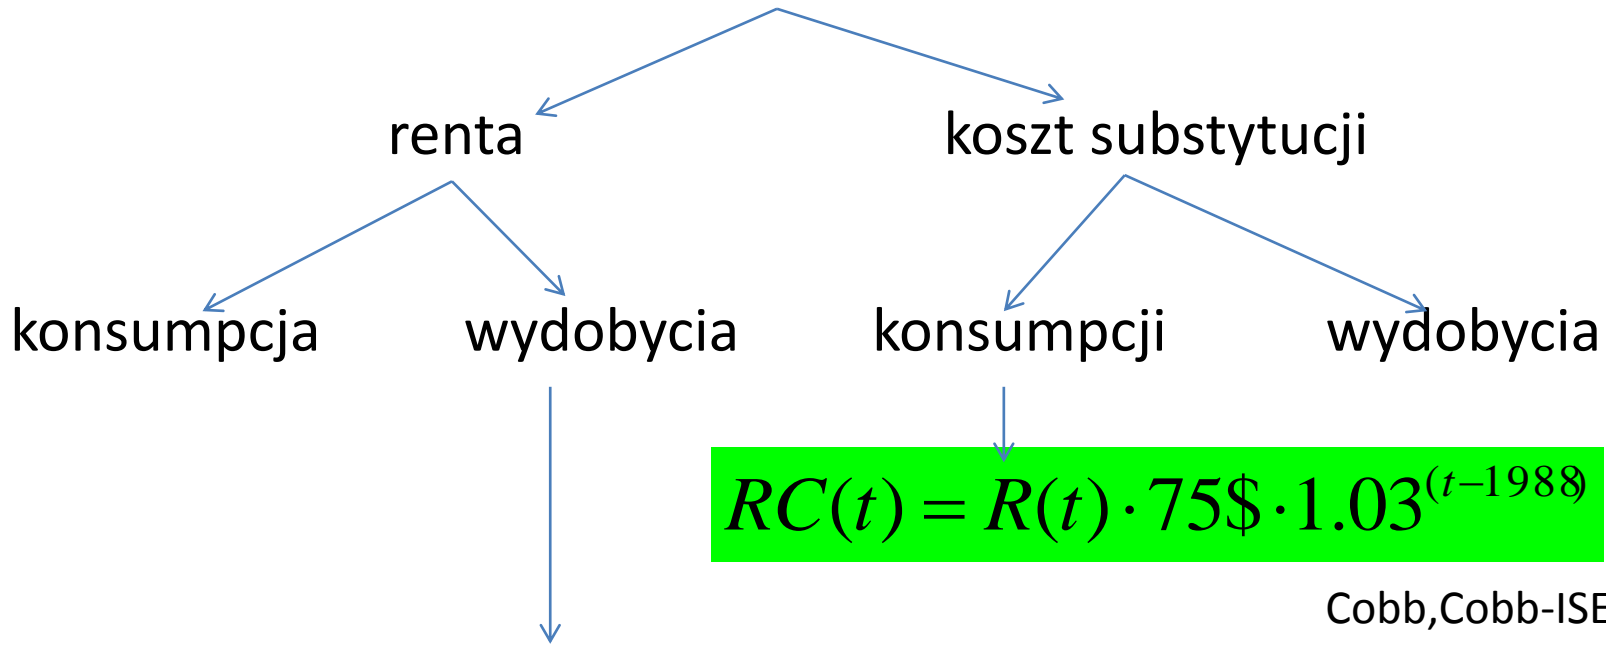 renta koszt substytucji
konsumpcja wydobycia konsumpcji wydobycia
RC(t) = R(t) · 75$ · 1.03^(t−1988)
Cobb,Cobb-ISE